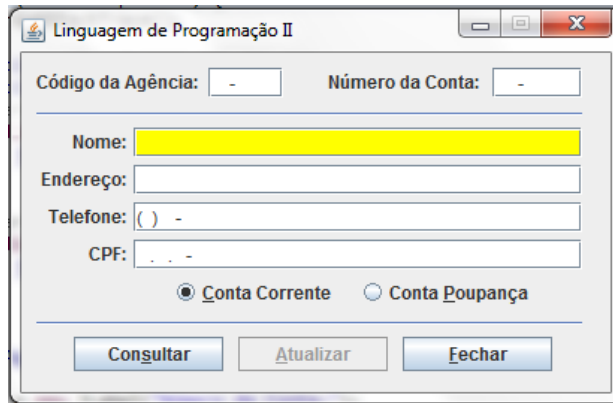 Linguagem de Programação II
Código da Agência: - Número da Conta: -
Nome:
Endereço:
Telefone: ( ) -
CPF: . . -
Conta Corrente Conta Poupança
Consultar Atualizar Fechar